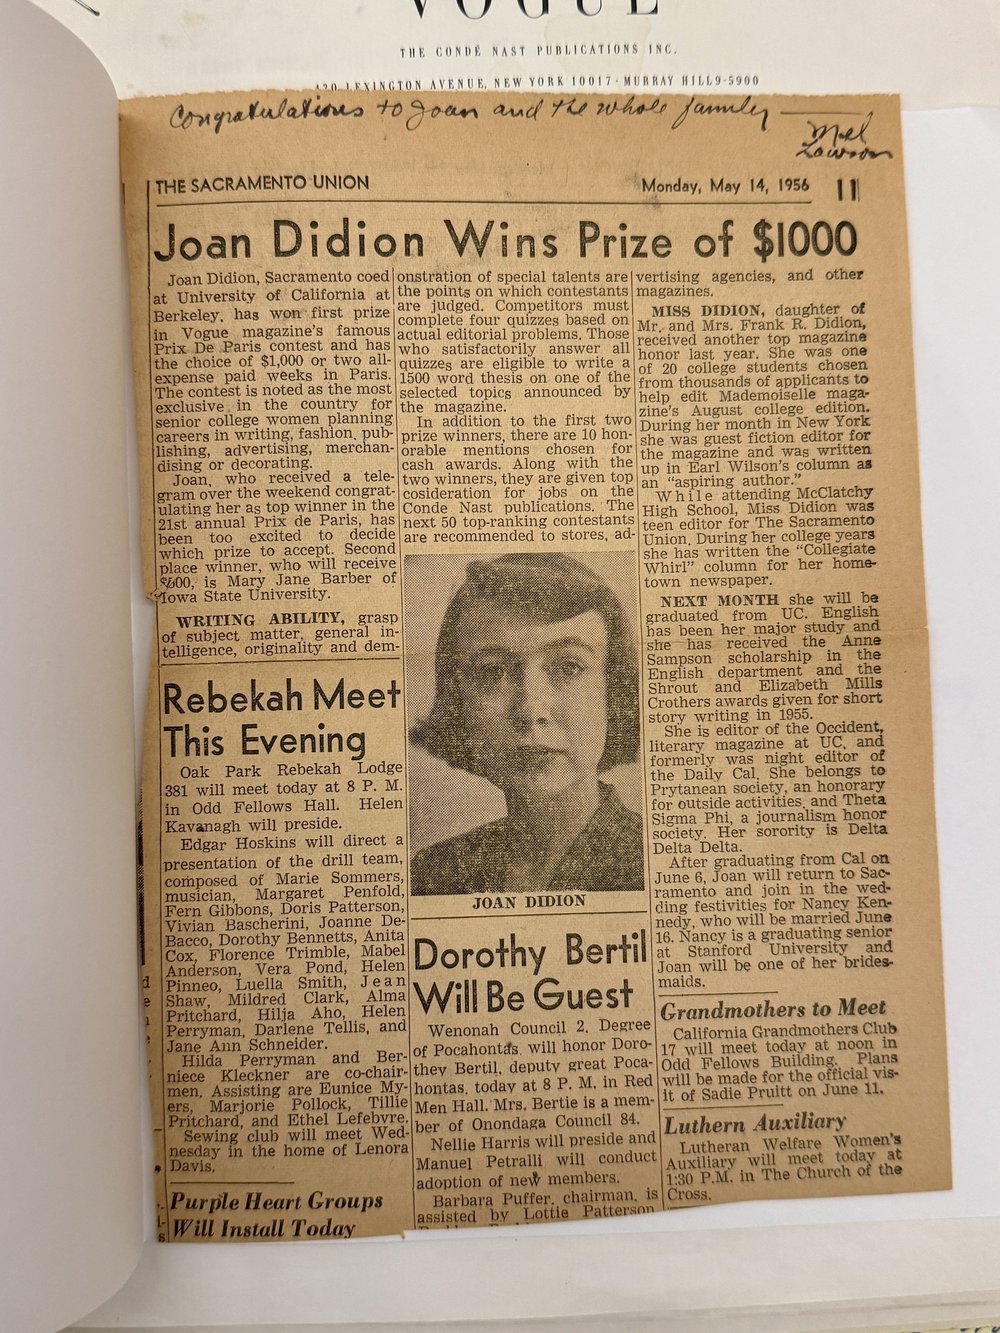 VOGUE
THE CONDÉ NAST PUBLICATIONS INC.
420 LEXINGTON AVENUE, NEW YORK 10017 · MURRAY HILL 9-5900
Congratulations to Joan and the whole family —
Mel
Lawson
THE SACRAMENTO UNION
Monday, May 14, 1956 11
Joan Didion Wins Prize of $1000
Joan Didion, Sacramento coed
at University of California at
Berkeley, has won first prize
in Vogue magazine's famous
Prix De Paris contest and has
the choice of $1,000 or two all-
expense paid weeks in Paris.
The contest is noted as the most
exclusive in the country for
senior college women planning
careers in writing, fashion, pub-
lishing, advertising, merchan-
dising or decorating.
Joan, who received a tele-
gram over the weekend congrat-
ulating her as top winner in the
21st annual Prix de Paris, has
been too excited to decide
which prize to accept. Second
place winner, who will receive
$500, is Mary Jane Barber of
Iowa State University.
WRITING ABILITY, grasp
of subject matter, general in-
telligence, originality and dem-
onstration of special talents are
the points on which contestants
are judged. Competitors must
complete four quizzes based on
actual editorial problems. Those
who satisfactorily answer all
quizzes are eligible to write a
1500 word thesis on one of the
selected topics announced by
the magazine.
In addition to the first two
prize winners, there are 10 hon-
orable mentions chosen for
cash awards. Along with the
two winners, they are given top
cosideration for jobs on the
Conde Nast publications. The
next 50 top-ranking contestants
are recommended to stores, ad-
vertising agencies, and other
magazines.
MISS DIDION, daughter of
Mr. and Mrs. Frank R. Didion,
received another top magazine
honor last year. She was one
of 20 college students chosen
from thousands of applicants to
help edit Mademoiselle maga-
zine's August college edition.
During her month in New York
she was guest fiction editor for
the magazine and was written
up in Earl Wilson's column as
an "aspiring author."
While attending McClatchy
High School, Miss Didion was
teen editor for The Sacramento
Union. During her college years
she has written the "Collegiate
Whirl" column for her home-
town newspaper.
NEXT MONTH she will be
graduated from UC. English
has been her major study and
she has received the Anne
Sampson scholarship in the
English department and the
Shrout and Elizabeth Mills
Crothers awards given for short
story writing in 1955.
She is editor of the Occident,
literary magazine at UC, and
formerly was night editor of
the Daily Cal. She belongs to
Prytanean society, an honorary
for outside activities, and Theta
Sigma Phi, a journalism honor
society. Her sorority is Delta
Delta Delta.
After graduating from Cal on
June 6, Joan will return to Sac-
ramento and join in the wed-
ding festivities for Nancy Ken-
nedy, who will be married June
16. Nancy is a graduating senior
at Stanford University and
Joan will be one of her brides-
maids.
JOAN DIDION
Rebekah Meet
This Evening
Oak Park Rebekah Lodge
381 will meet today at 8 P. M.
in Odd Fellows Hall. Helen
Kavanagh will preside.
Edgar Hoskins will direct a
presentation of the drill team,
composed of Marie Sommers,
musician, Margaret Penfold,
Fern Gibbons, Doris Patterson,
Vivian Bascherini, Joanne De-
Bacco, Dorothy Bennetts, Anita
Cox, Florence Trimble, Mabel
Anderson, Vera Pond, Helen
Pinneo, Luella Smith, Jean
Shaw, Mildred Clark, Alma
Pritchard, Hilja Aho, Helen
Perryman, Darlene Tellis, and
Jane Ann Schneider.
Hilda Perryman and Ber-
niece Kleckner are co-chair-
men. Assisting are Eunice My-
ers, Marjorie Pollock, Tillie
Pritchard, and Ethel Lefebvre.
Sewing club will meet Wed-
nesday in the home of Lenora
Davis.
Purple Heart Groups
Will Install Today
Dorothy Bertil
Will Be Guest
Wenonah Council 2, Degree
of Pocahontas, will honor Doro-
they Bertil, deputy great Poca-
hontas, today at 8 P. M. in Red
Men Hall. Mrs. Bertie is a mem-
ber of Onondaga Council 84.
Nellie Harris will preside and
Manuel Petralli will conduct
adoption of new members.
Barbara Puffer, chairman, is
assisted by Lottie Patterson
Grandmothers to Meet
California Grandmothers Club
17 will meet today at noon in
Odd Fellows Building. Plans
will be made for the official vis-
it of Sadie Pruitt on June 11.
Luthern Auxiliary
Lutheran Welfare Women's
Auxiliary will meet today at
1:30 P.M. in The Church of the
Cross.